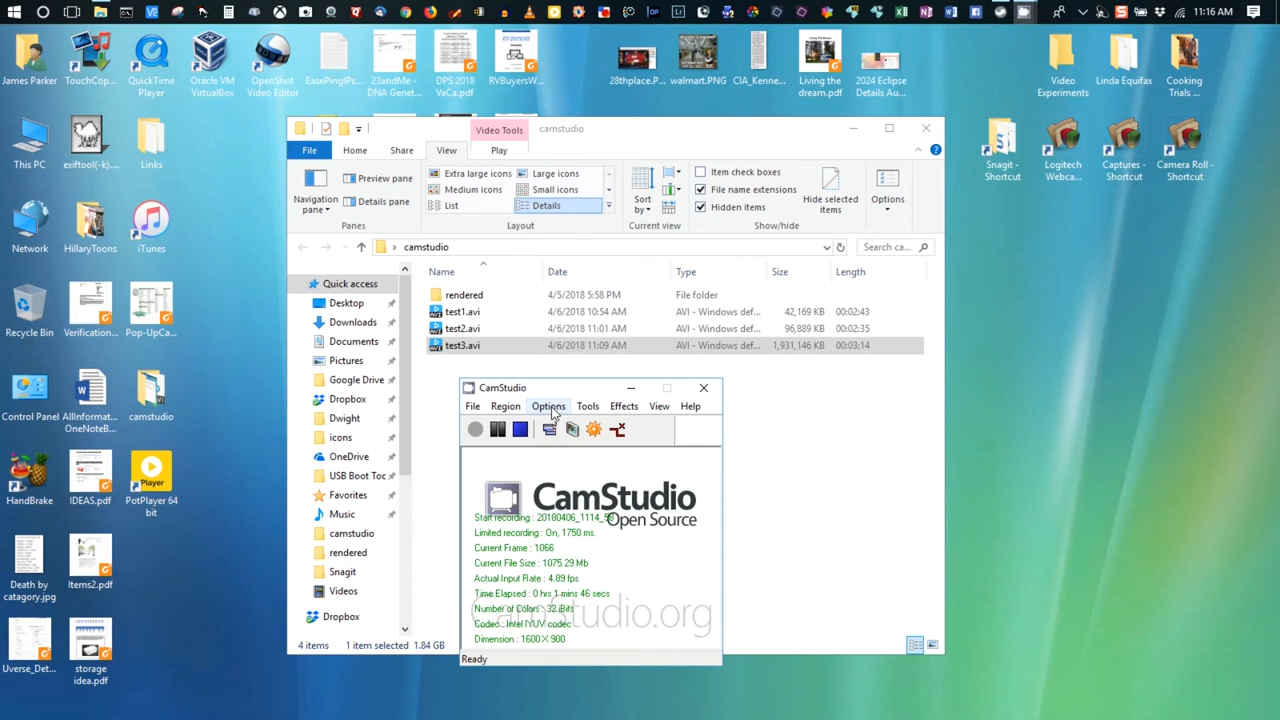 11:16 AM
James Parker
TouchCop...
QuickTime Player
Oracle VM VirtualBox
OpenShot Video Editor
EasePingIPs...
23andMe - DNA Genet...
DPS 2018 VaCa.pdf
RVBuyersW...
28thplace.P...
walmart.PNG
CIA_Kenne...
Living the dream.pdf
2024 Eclipse Details Au...
Video Experiments
Linda Equifax
Cooking Trials ...
This PC
exiftool(-k)....
Links
Snagit - Shortcut
Logitech Webca...
Captures - Shortcut
Camera Roll - Shortcut
Network
HillaryToons
iTunes
Recycle Bin
Verification...
Pop-UpCa...
Control Panel
AllInformat... OneNoteB...
camstudio
HandBrake
IDEAS.pdf
PotPlayer 64 bit
Death by catagory.jpg
Items2.pdf
Uverse_Det...
storage idea.pdf
Video Tools
camstudio
File
Home
Share
View
Play
Navigation pane
Preview pane
Details pane
Panes
Extra large icons
Large icons
Medium icons
Small icons
List
Details
Layout
Sort by
Current view
Item check boxes
File name extensions
Hidden items
Hide selected items
Show/hide
Options
camstudio
Search ca...
Name
Date
Type
Size
Length
rendered 4/5/2018 5:58 PM File folder
test1.avi 4/6/2018 10:54 AM AVI - Windows def... 42,169 KB 00:02:43
test2.avi 4/6/2018 11:01 AM AVI - Windows def... 96,889 KB 00:02:35
test3.avi 4/6/2018 11:09 AM AVI - Windows def... 1,931,146 KB 00:03:14
Quick access
Desktop
Downloads
Documents
Pictures
Google Drive
Dropbox
Dwight
icons
OneDrive
USB Boot Toc
Favorites
Music
camstudio
rendered
Snagit
Videos
Dropbox
4 items 1 item selected 1.84 GB
CamStudio
File Region Options Tools Effects View Help
CamStudio
Open Source
Start recording : 20180406_1114_
Limited recording : On, 1750 ms.
Current Frame : 1066
Current File Size : 1075.29 Mb
Actual Input Rate : 4.89 fps
Time Elapsed : 0 hrs 1 mins 46 secs
Number of Colors : 32 Bits
Codec : Intel IYUV codec
Dimension : 1600 X 900
CamStudio.org
Ready